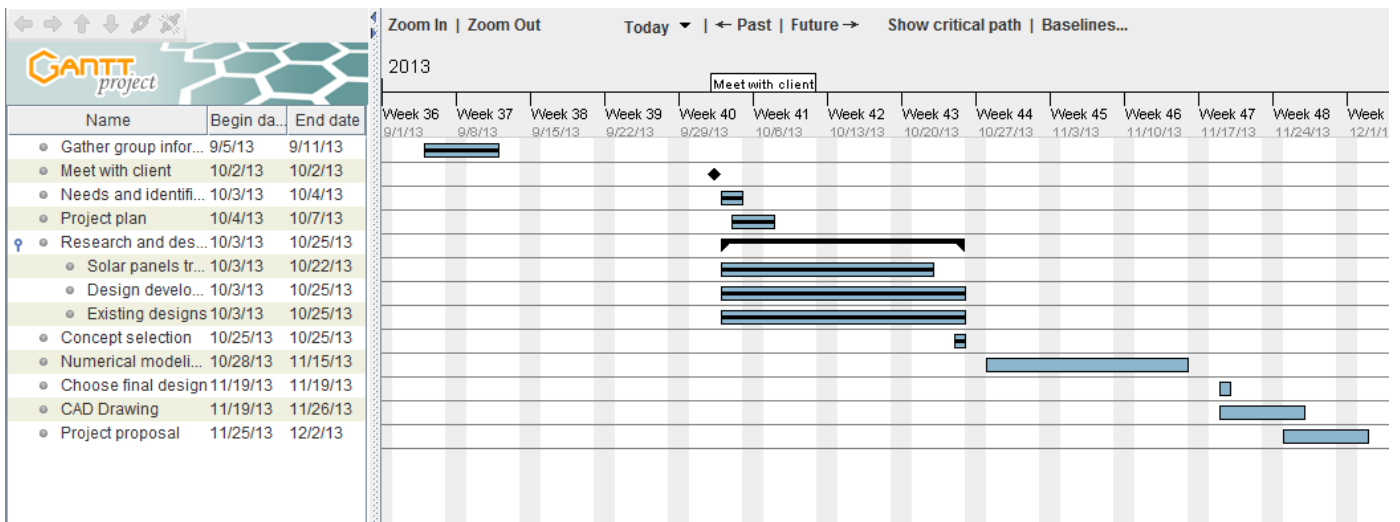 Zoom In | Zoom Out Today | ← Past | Future → Show critical path | Baselines...
GANTT
project
2013
Meet with client
Week 36 Week 37 Week 38 Week 39 Week 40 Week 41 Week 42 Week 43 Week 44 Week 45 Week 46 Week 47 Week 48 Week
9/1/13 9/8/13 9/15/13 9/22/13 9/29/13 10/6/13 10/13/13 10/20/13 10/27/13 11/3/13 11/10/13 11/17/13 11/24/13 12/1/1
Name Begin da... End date
Gather group infor... 9/5/13 9/11/13
Meet with client 10/2/13 10/2/13
Needs and identifi... 10/3/13 10/4/13
Project plan 10/4/13 10/7/13
Research and des... 10/3/13 10/25/13
Solar panels tr... 10/3/13 10/22/13
Design develo... 10/3/13 10/25/13
Existing designs 10/3/13 10/25/13
Concept selection 10/25/13 10/25/13
Numerical modeli... 10/28/13 11/15/13
Choose final design 11/19/13 11/19/13
CAD Drawing 11/19/13 11/26/13
Project proposal 11/25/13 12/2/13